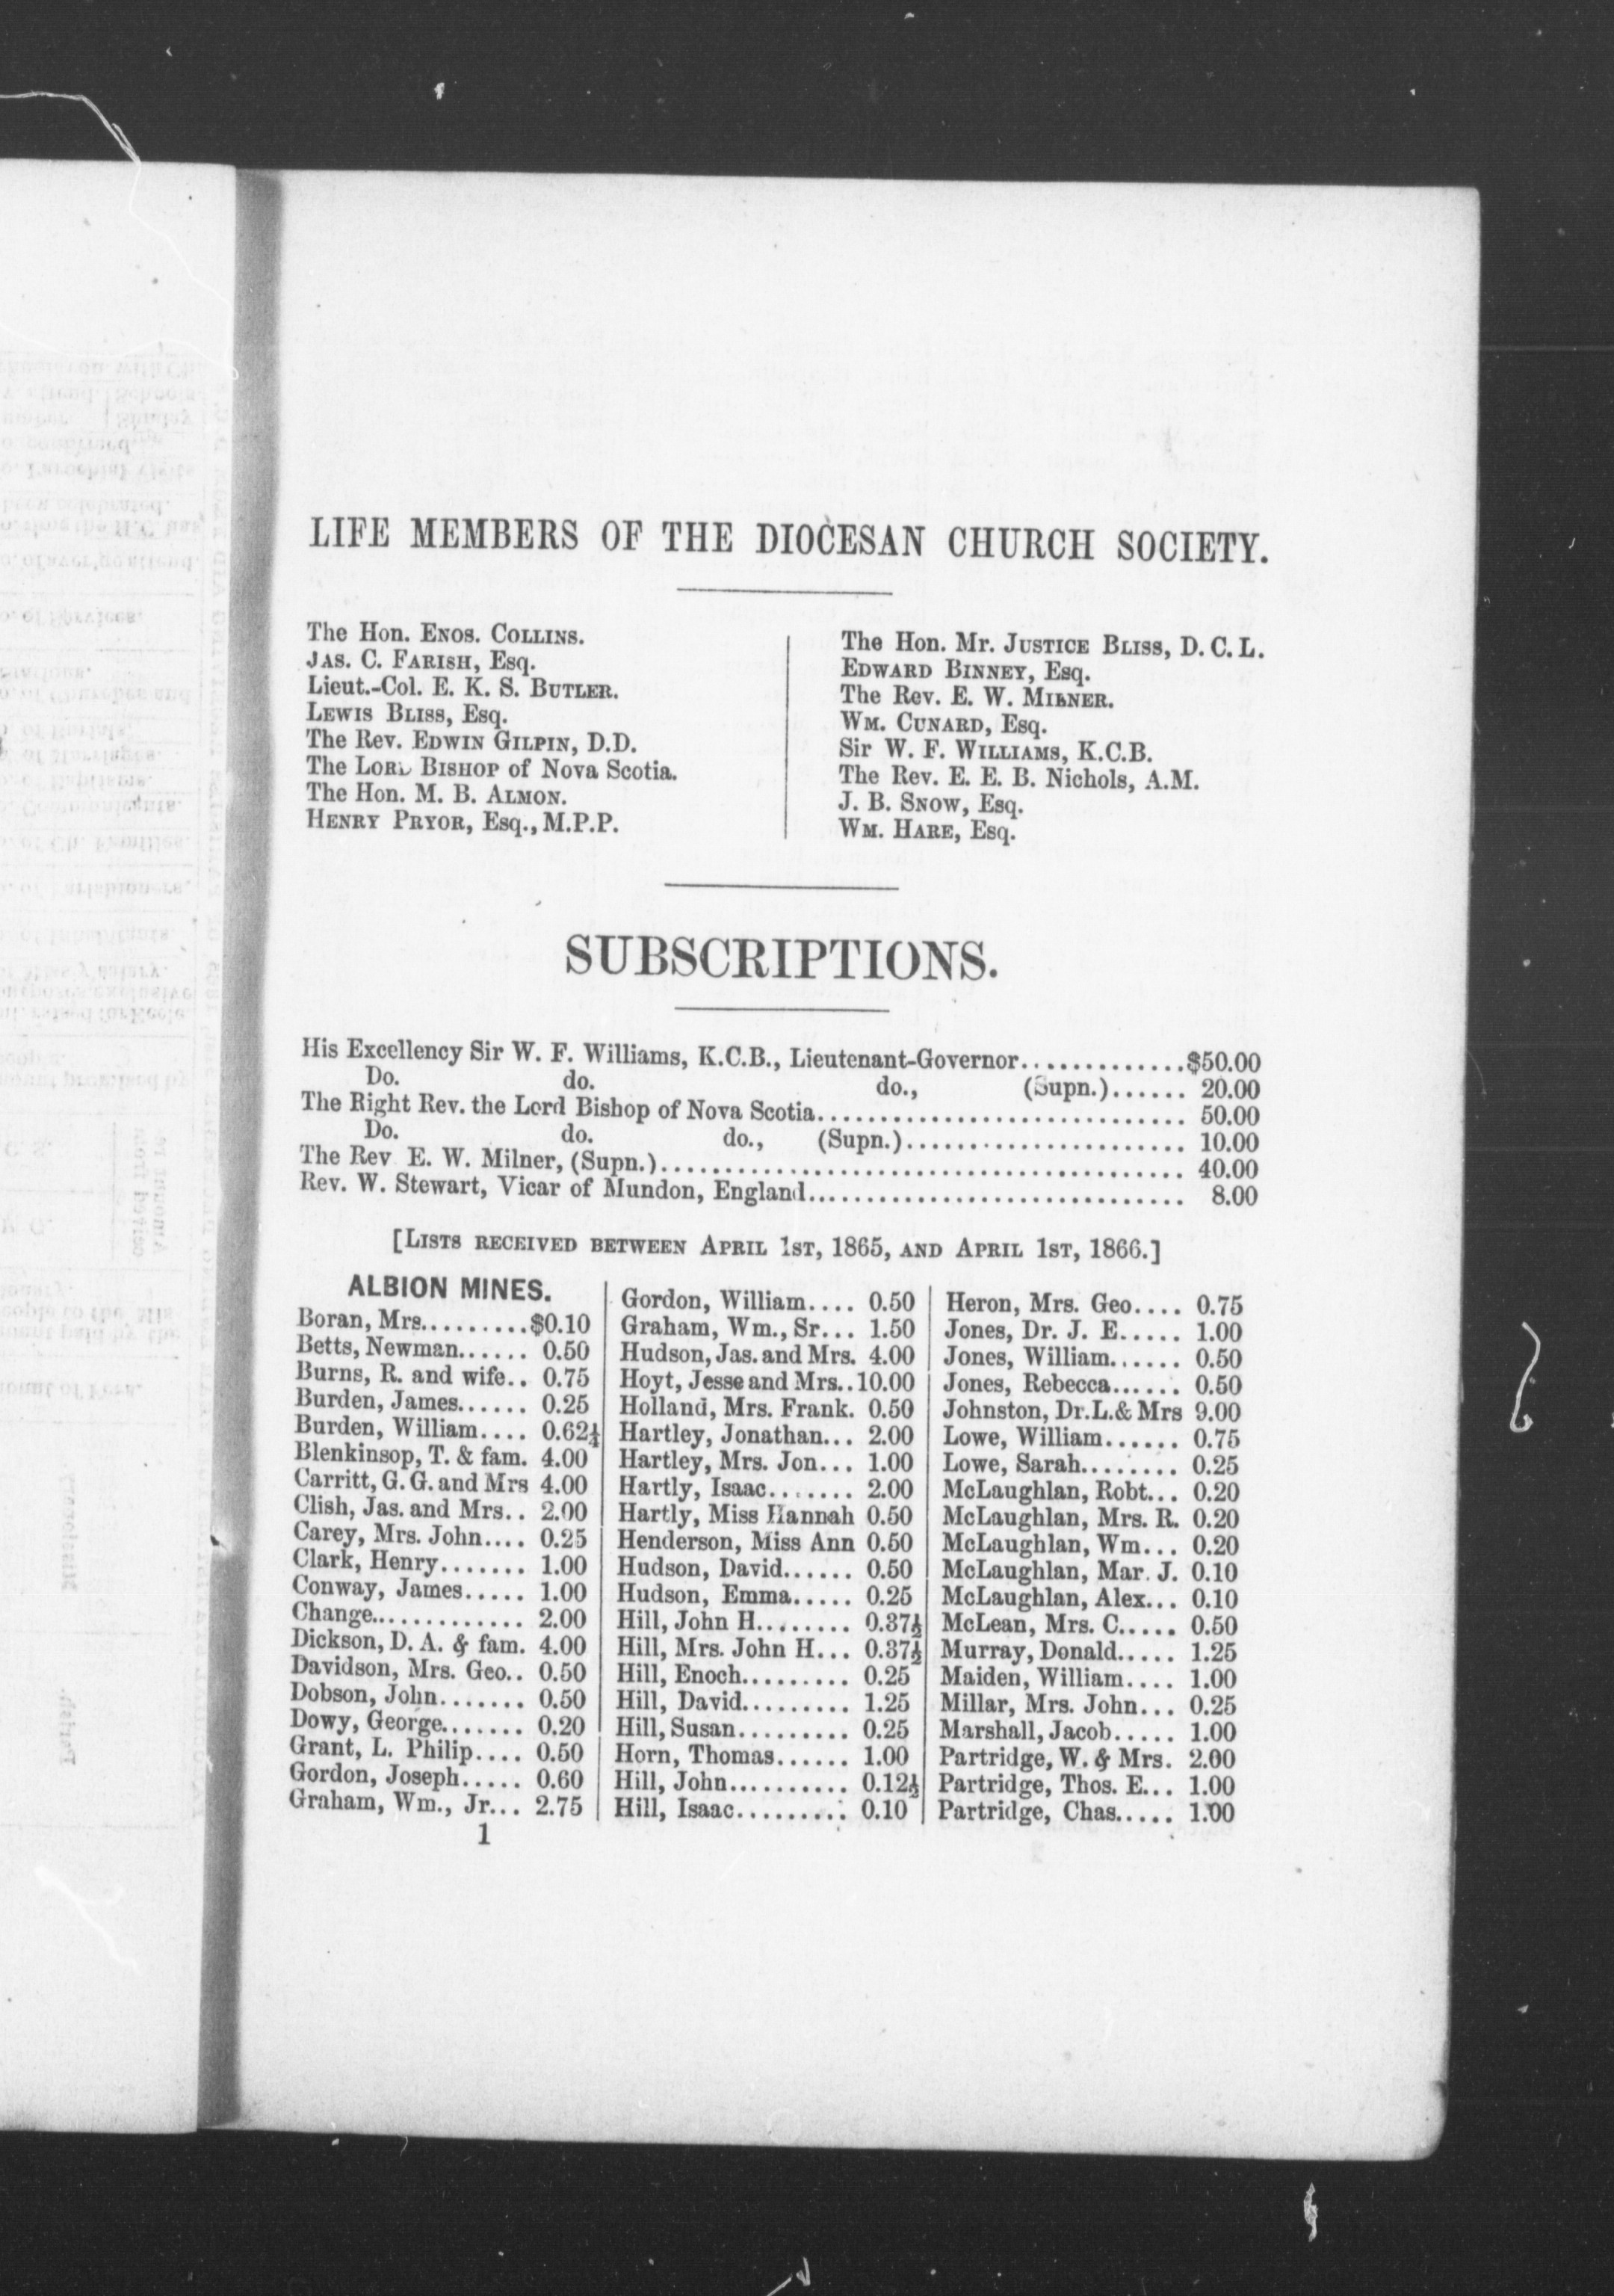 LIFE MEMBERS OF THE DIOCESAN CHURCH SOCIETY.
The Hon. ENOS. COLLINS.
JAS. C. FARISH, Esq.
Lieut.-Col. E. K. S. BUTLER.
LEWIS BLISS, Esq.
The Rev. EDWIN GILPIN, D.D.
The LORD BISHOP of Nova Scotia.
The Hon. M. B. ALMON.
HENRY PRYOR, Esq., M.P.P.
The Hon. Mr. JUSTICE BLISS, D. C. L.
EDWARD BINNEY, Esq.
The Rev. E. W. MILNER.
WM. CUNARD, Esq.
Sir W. F. WILLIAMS, K.C.B.
The Rev. E. E. B. Nichols, A.M.
J. B. SNOW, Esq.
WM. HARE, Esq.
SUBSCRIPTIONS.
His Excellency Sir W. F. Williams, K.C.B., Lieutenant-Governor..............$50.00
Do. do. do., (Supn.)...... 20.00
The Right Rev. the Lord Bishop of Nova Scotia................................ 50.00
Do. do. do., (Supn.)........................ 10.00
The Rev E. W. Milner, (Supn.)............................................. 40.00
Rev. W. Stewart, Vicar of Mundon, England................................ 8.00
[LISTS RECEIVED BETWEEN APRIL 1ST, 1865, AND APRIL 1ST, 1866.]
ALBION MINES.
Boran, Mrs.........$0.10
Betts, Newman...... 0.50
Burns, R. and wife.. 0.75
Burden, James...... 0.25
Burden, William.... 0.62¼
Blenkinsop, T. & fam. 4.00
Carritt, G. G. and Mrs 4.00
Clish, Jas. and Mrs.. 2.00
Carey, Mrs. John.... 0.25
Clark, Henry....... 1.00
Conway, James..... 1.00
Change............. 2.00
Dickson, D. A. & fam. 4.00
Davidson, Mrs. Geo.. 0.50
Dobson, John....... 0.50
Dowy, George....... 0.20
Grant, L. Philip.... 0.50
Gordon, Joseph..... 0.60
Graham, Wm., Jr... 2.75
Gordon, William.... 0.50
Graham, Wm., Sr... 1.50
Hudson, Jas. and Mrs. 4.00
Hoyt, Jesse and Mrs..10.00
Holland, Mrs. Frank. 0.50
Hartley, Jonathan... 2.00
Hartley, Mrs. Jon... 1.00
Hartly, Isaac....... 2.00
Hartly, Miss Hannah 0.50
Henderson, Miss Ann 0.50
Hudson, David...... 0.50
Hudson, Emma..... 0.25
Hill, John H........ 0.37½
Hill, Mrs. John H... 0.37½
Hill, Enoch......... 0.25
Hill, David......... 1.25
Hill, Susan.......... 0.25
Horn, Thomas...... 1.00
Hill, John.......... 0.12½
Hill, Isaac.......... 0.10
Heron, Mrs. Geo.... 0.75
Jones, Dr. J. E..... 1.00
Jones, William...... 0.50
Jones, Rebecca...... 0.50
Johnston, Dr.L.& Mrs 9.00
Lowe, William...... 0.75
Lowe, Sarah........ 0.25
McLaughlan, Robt... 0.20
McLaughlan, Mrs. R. 0.20
McLaughlan, Wm... 0.20
McLaughlan, Mar. J. 0.10
McLaughlan, Alex... 0.10
McLean, Mrs. C..... 0.50
Murray, Donald..... 1.25
Maiden, William.... 1.00
Millar, Mrs. John... 0.25
Marshall, Jacob..... 1.00
Partridge, W. & Mrs. 2.00
Partridge, Thos. E... 1.00
Partridge, Chas..... 1.00
1